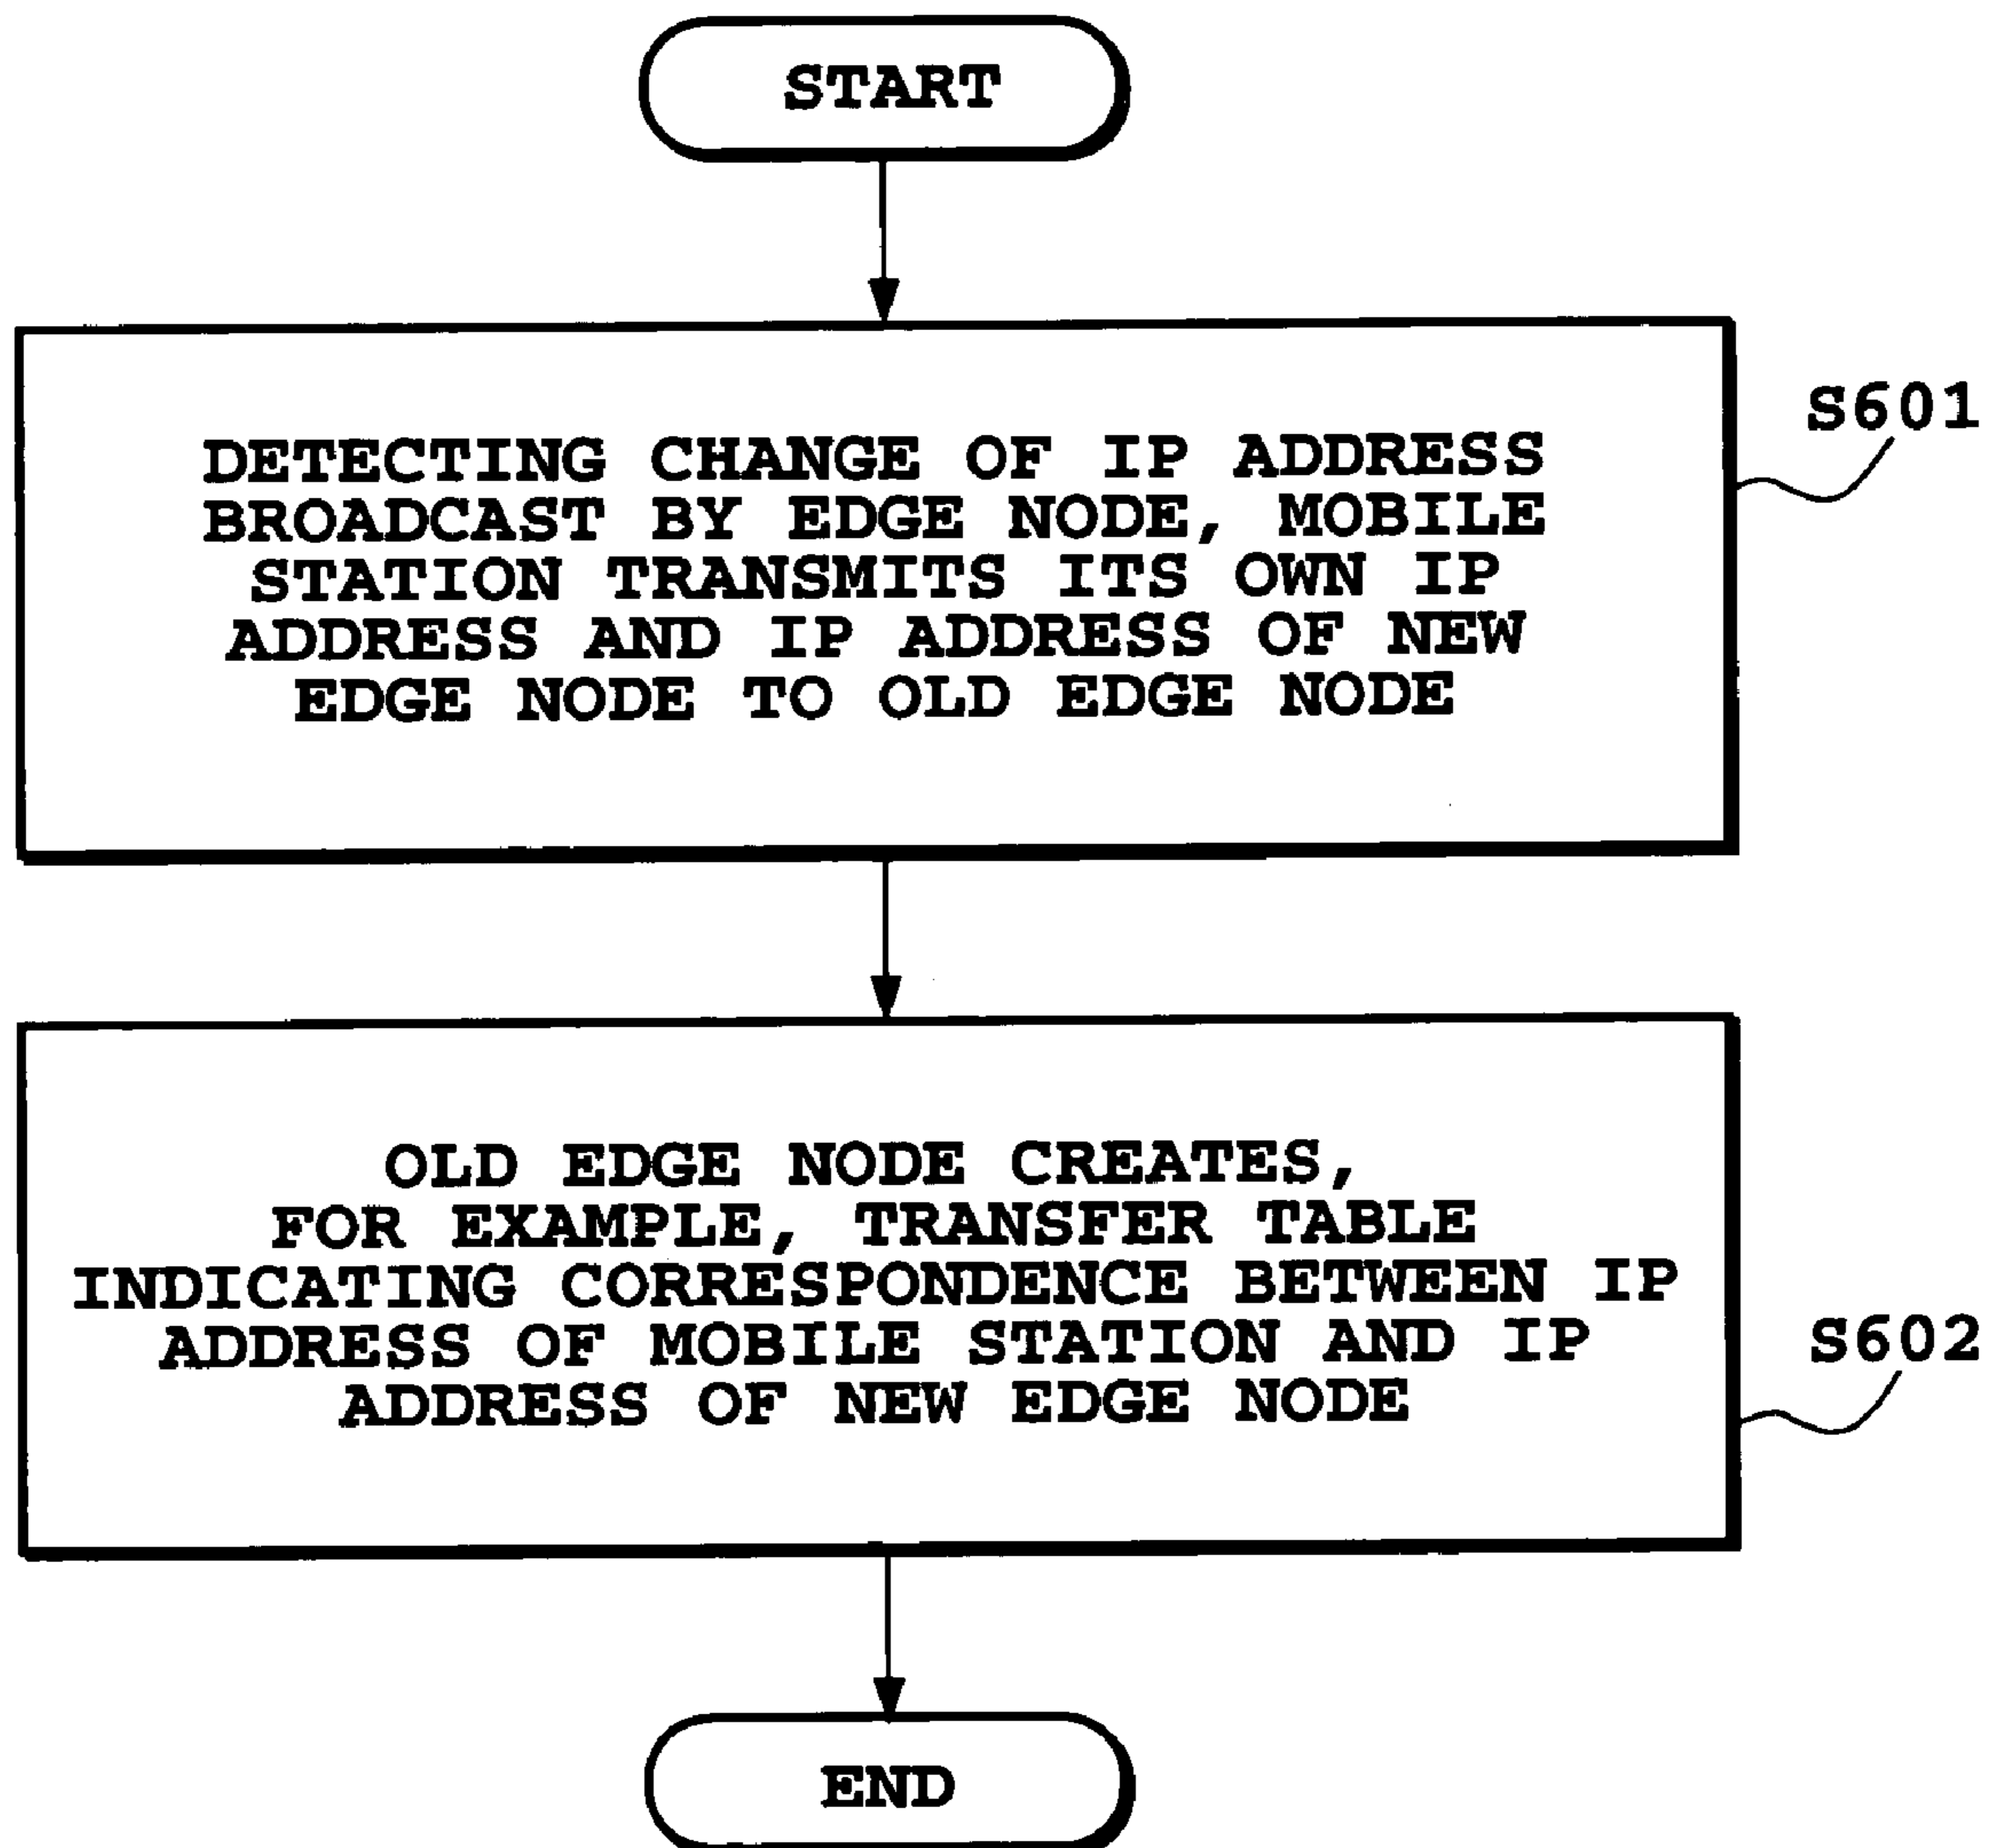 START
S601
DETECTING CHANGE OF IP ADDRESS
BROADCAST BY EDGE NODE, MOBILE
STATION TRANSMITS ITS OWN IP
ADDRESS AND IP ADDRESS OF NEW
EDGE NODE TO OLD EDGE NODE
OLD EDGE NODE CREATES,
FOR EXAMPLE, TRANSFER TABLE
INDICATING CORRESPONDENCE BETWEEN IP
ADDRESS OF MOBILE STATION AND IP
ADDRESS OF NEW EDGE NODE
S602
END